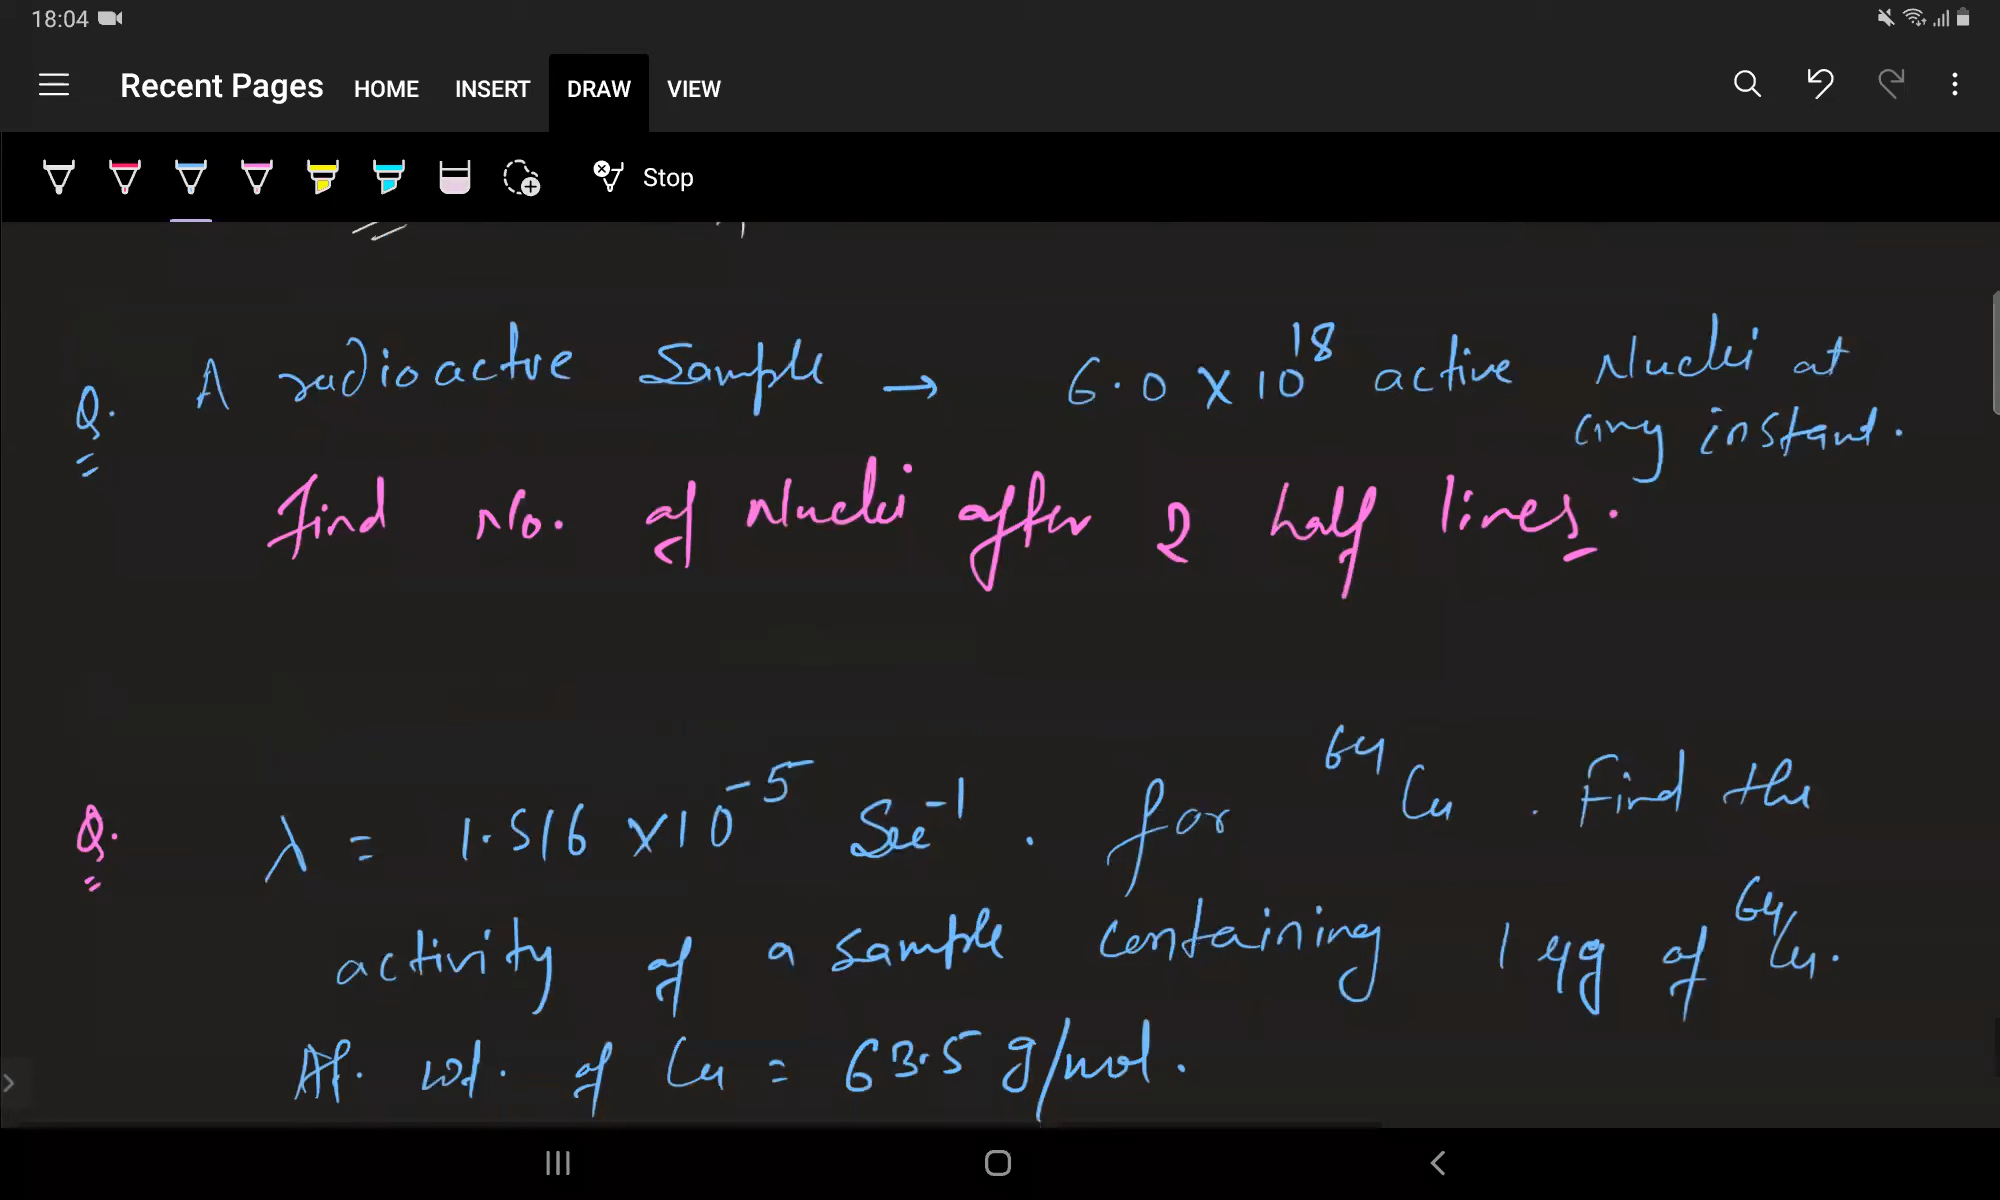 18:04
Recent Pages HOME INSERT DRAW VIEW
Stop
Q. A radioactive Sample → 6.0 X 10^18 active Nuclei at
any instant.
Find No. of Nuclei after 2 half lives.
Q. λ = 1.516 X 10^-5 Sec^-1. for ^64Cu. Find the
activity of a sample containing 1 μg of ^64Cu.
At. wt. of Cu = 63.5 g/mol.